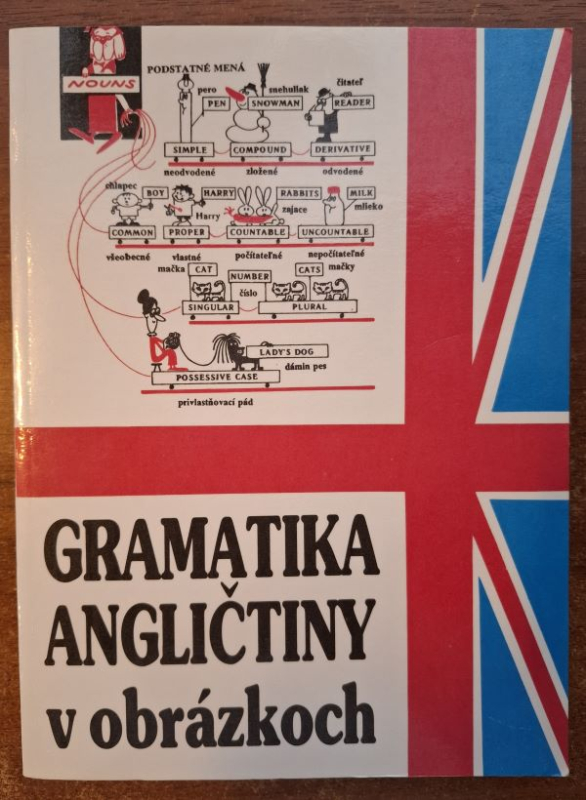 NOUNS
PODSTATNÉ MENÁ
pero
snehuliak
čitateľ
PEN
SNOWMAN
READER
SIMPLE
COMPOUND
DERIVATIVE
neodvodené
zložené
odvodené
chlapec
BOY
HARRY
RABBITS
MILK
Harry
zajace
mlieko
COMMON
PROPER
COUNTABLE
UNCOUNTABLE
všeobecné
vlastné
počítateľné
nepočítateľné
mačka
CAT
NUMBER
CATS
mačky
číslo
SINGULAR
PLURAL
LADY'S DOG
dámin pes
POSSESSIVE CASE
privlastňovací pád
GRAMATIKA
ANGLIČTINY
v obrázkoch